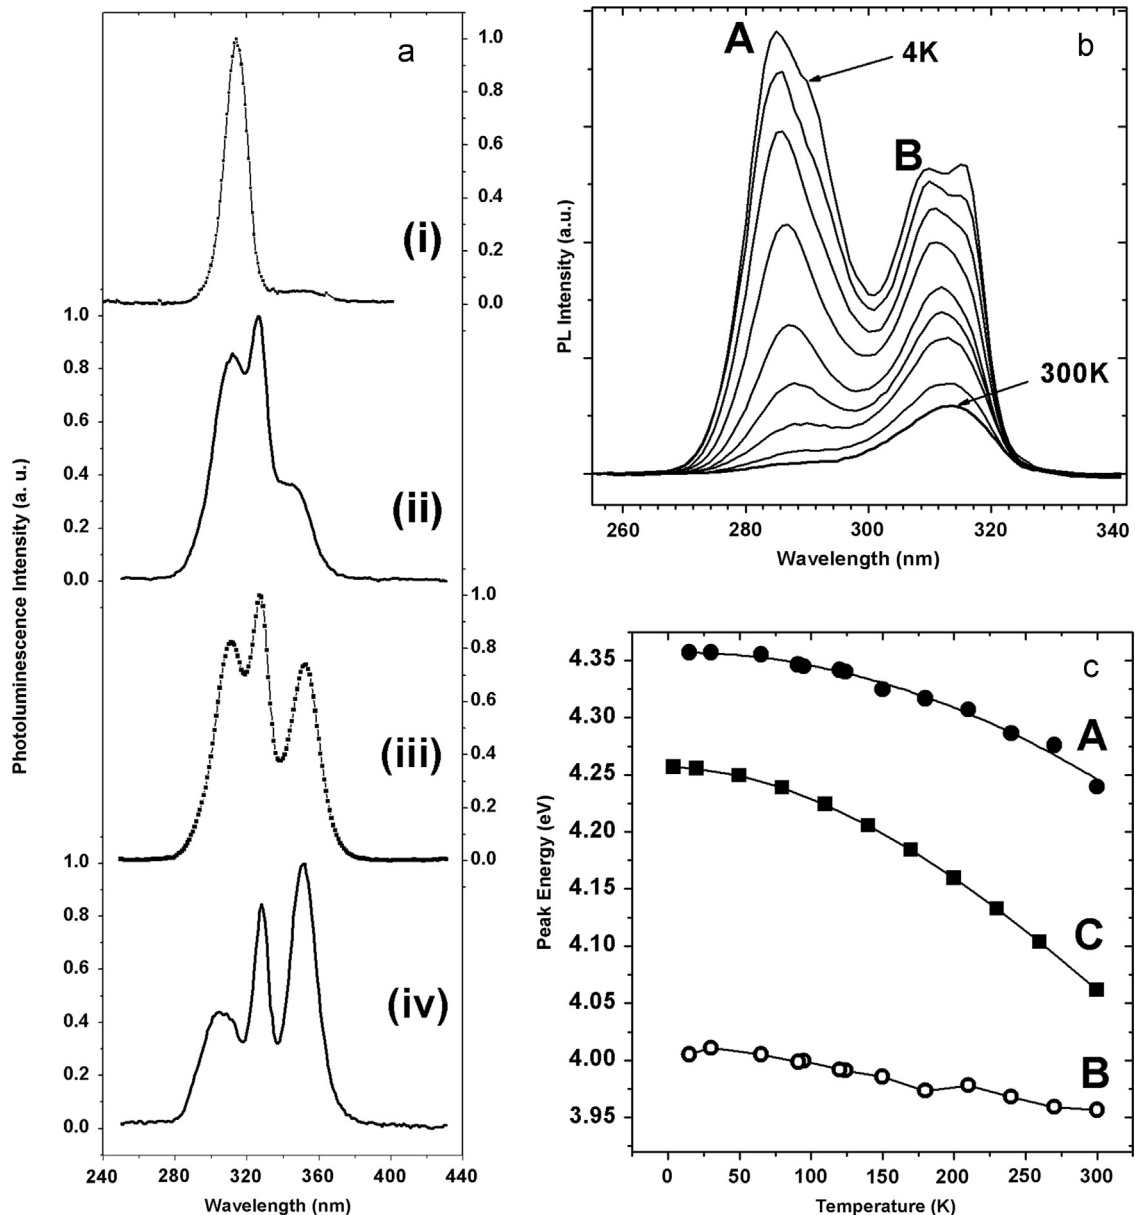 a
1.0
0.8
0.6
0.4
0.2
0.0
(i)
1.0
0.8
0.6
0.4
0.2
0.0
(ii)
1.0
0.8
0.6
0.4
0.2
0.0
(iii)
1.0
0.8
0.6
0.4
0.2
0.0
(iv)
240 280 320 360 400 440
Wavelength (nm)
Photoluminescence Intensity (a. u.)
b
A
4K
B
300K
PL Intensity (a.u.)
260 280 300 320 340
Wavelength (nm)
c
4.35
4.30
4.25
4.20
4.15
4.10
4.05
4.00
3.95
A
C
B
Peak Energy (eV)
0 50 100 150 200 250 300
Temperature (K)